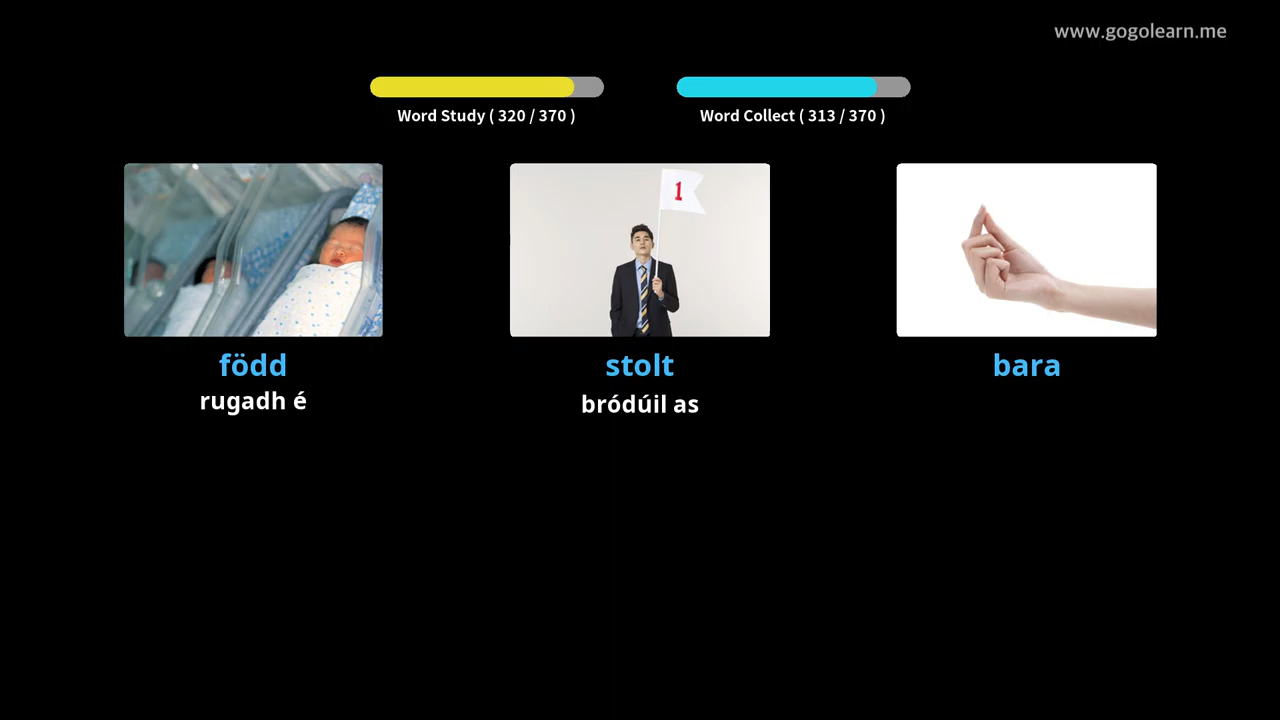 www.gogolearn.me
Word Study ( 320 / 370 )
Word Collect ( 313 / 370 )
1
född
stolt
bara
rugadh é
bródúil as